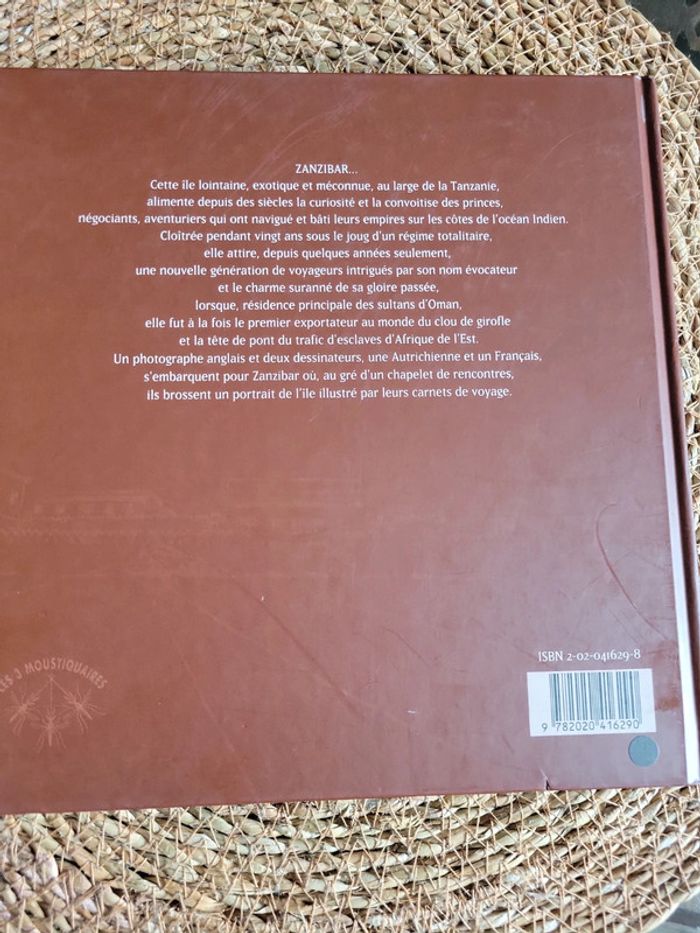 ZANZIBAR...
Cette île lointaine, exotique et méconnue, au large de la Tanzanie,
alimente depuis des siècles la curiosité et la convoitise des princes,
négociants, aventuriers qui ont navigué et bâti leurs empires sur les côtes de l'océan Indien.
Cloîtrée pendant vingt ans sous le joug d'un régime totalitaire,
elle attire, depuis quelques années seulement,
une nouvelle génération de voyageurs intrigués par son nom évocateur
et le charme suranné de sa gloire passée,
lorsque, résidence principale des sultans d'Oman,
elle fut à la fois le premier exportateur au monde du clou de girofle
et la tête de pont du trafic d'esclaves d'Afrique de l'Est.
Un photographe anglais et deux dessinateurs, une Autrichienne et un Français,
s'embarquent pour Zanzibar où, au gré d'un chapelet de rencontres,
ils brossent un portrait de l'île illustré par leurs carnets de voyage.
LES 3 MOUSTIQUAIRES
ISBN 2-02-041629-8
9 782020 416290